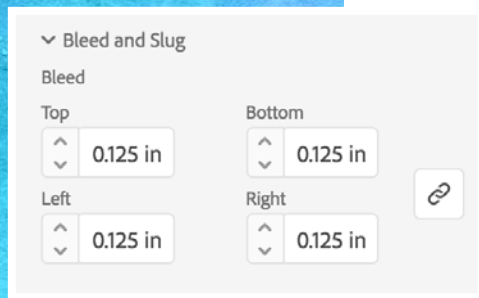 Bleed and Slug
Bleed
Top Bottom
0.125 in 0.125 in
Left Right
0.125 in 0.125 in